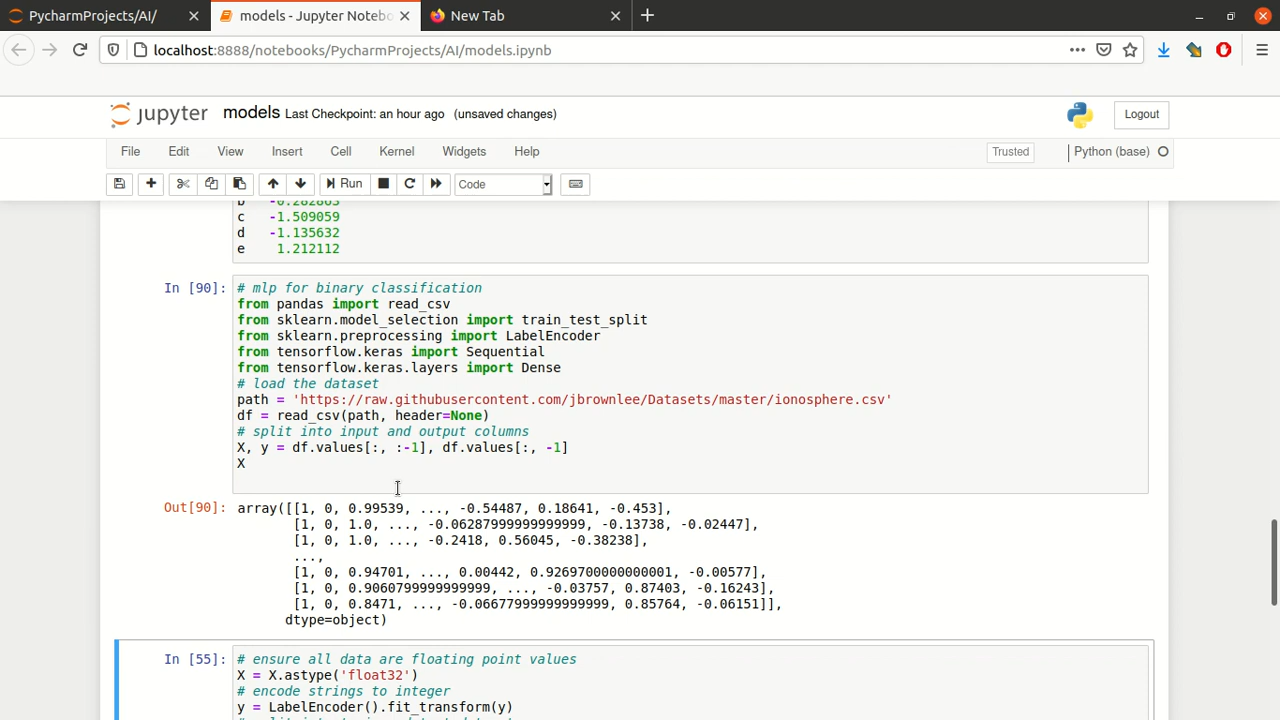 PycharmProjects/AI/
models - Jupyter Notebo
New Tab
localhost:8888/notebooks/PycharmProjects/AI/models.ipynb
jupyter models Last Checkpoint: an hour ago (unsaved changes)
Logout
File Edit View Insert Cell Kernel Widgets Help
Trusted Python (base)
Run Code
b -0.282863
c -1.509059
d -1.135632
e 1.212112
In [90]:
# mlp for binary classification
from pandas import read_csv
from sklearn.model_selection import train_test_split
from sklearn.preprocessing import LabelEncoder
from tensorflow.keras import Sequential
from tensorflow.keras.layers import Dense
# load the dataset
path = 'https://raw.githubusercontent.com/jbrownlee/Datasets/master/ionosphere.csv'
df = read_csv(path, header=None)
# split into input and output columns
X, y = df.values[:, :-1], df.values[:, -1]
X
Out[90]:
array([[1, 0, 0.99539, ..., -0.54487, 0.18641, -0.453],
[1, 0, 1.0, ..., -0.06287999999999999, -0.13738, -0.02447],
[1, 0, 1.0, ..., -0.2418, 0.56045, -0.38238],
...,
[1, 0, 0.94701, ..., 0.00442, 0.9269700000000001, -0.00577],
[1, 0, 0.9060799999999999, ..., -0.03757, 0.87403, -0.16243],
[1, 0, 0.8471, ..., -0.06677999999999999, 0.85764, -0.06151]],
dtype=object)
In [55]:
# ensure all data are floating point values
X = X.astype('float32')
# encode strings to integer
y = LabelEncoder().fit_transform(y)